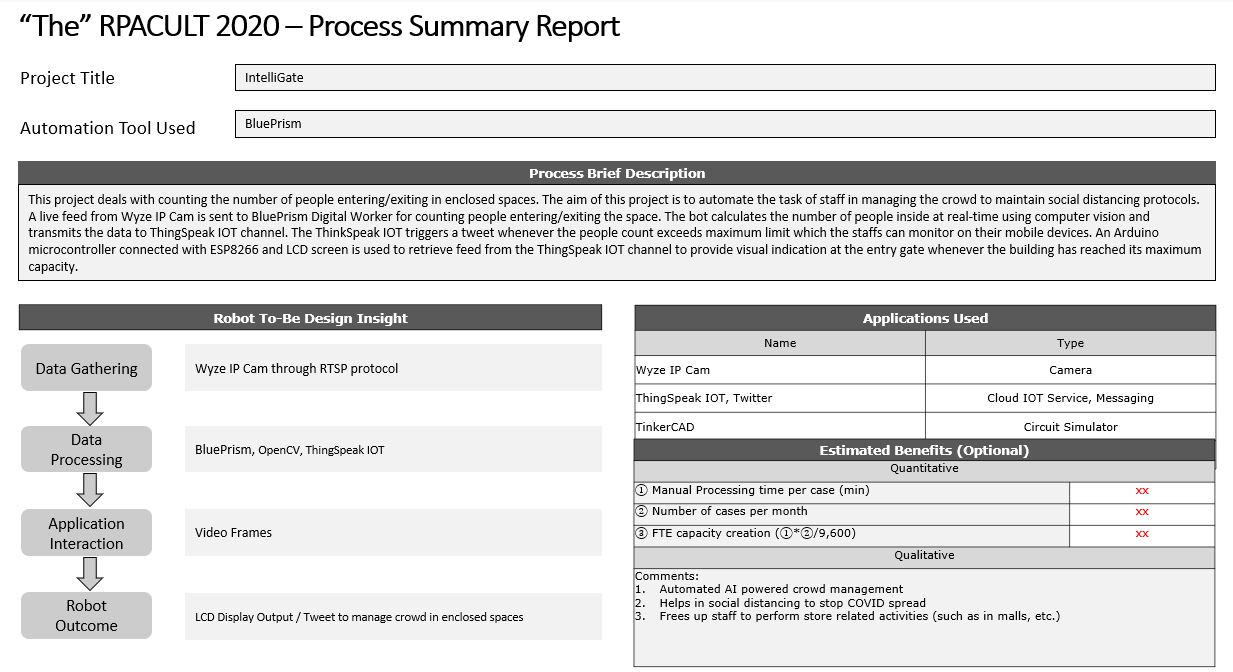 “The” RPACULT 2020 – Process Summary Report
Project Title
IntelliGate
Automation Tool Used
BluePrism
Process Brief Description
This project deals with counting the number of people entering/exiting in enclosed spaces. The aim of this project is to automate the task of staff in managing the crowd to maintain social distancing protocols.
A live feed from Wyze IP Cam is sent to BluePrism Digital Worker for counting people entering/exiting the space. The bot calculates the number of people inside at real-time using computer vision and
transmits the data to ThingSpeak IOT channel. The ThinkSpeak IOT triggers a tweet whenever the people count exceeds maximum limit which the staffs can monitor on their mobile devices. An Arduino
microcontroller connected with ESP8266 and LCD screen is used to retrieve feed from the ThingSpeak IOT channel to provide visual indication at the entry gate whenever the building has reached its maximum
capacity.
Robot To-Be Design Insight
Data Gathering
Wyze IP Cam through RTSP protocol
Data
Processing
BluePrism, OpenCV, ThingSpeak IOT
Application
Interaction
Video Frames
Robot
Outcome
LCD Display Output / Tweet to manage crowd in enclosed spaces
Applications Used
Name
Type
Wyze IP Cam
Camera
ThingSpeak IOT, Twitter
Cloud IOT Service, Messaging
TinkerCAD
Circuit Simulator
Estimated Benefits (Optional)
Quantitative
① Manual Processing time per case (min)
xx
② Number of cases per month
xx
③ FTE capacity creation (①*②/9,600)
xx
Qualitative
Comments:
1. Automated AI powered crowd management
2. Helps in social distancing to stop COVID spread
3. Frees up staff to perform store related activities (such as in malls, etc.)